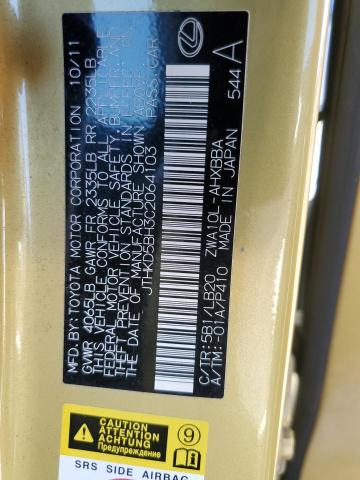 MFD. BY: TOYOTA MOTOR CORPORATION 10/11
GVWR 4065LB GAWR FR 2335LB RR 2235LB
THIS VEHICLE CONFORMS TO ALL APPLICABLE
FEDERAL MOTOR VEHICLE SAFETY, BUMPER, AND
THEFT PREVENTION STANDARDS IN EFFECT ON
THE DATE OF MANUFACTURE SHOWN ABOVE.
JTHKD5BH3C2064103 PASS. CAR
C/TR:5B1/LB20 ZWA10L-AHXBBA
A/TM:-01A/P410 MADE IN JAPAN
544 A
CAUTION
ATTENTION
ACHTUNG
Предупреждение
9
SRS SIDE AIRBAG